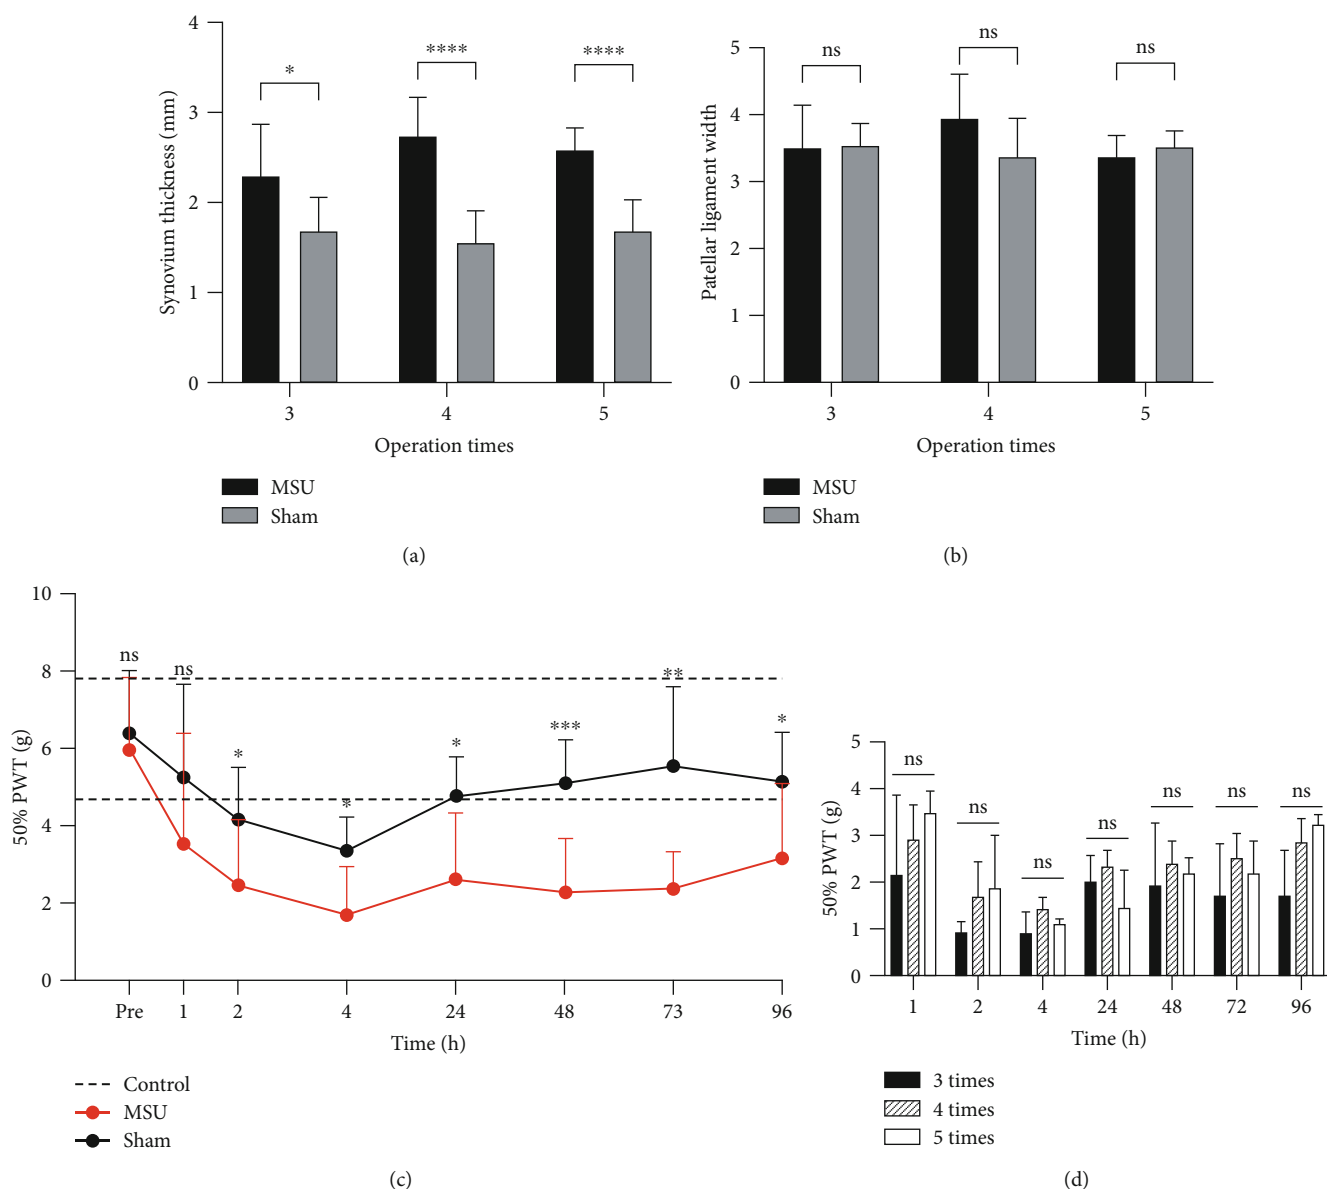 4
3
2
1
0
Synovium thickness (mm)
*
****
****
3 4 5
Operation times
MSU
Sham
(a)
5
4
3
2
1
0
Patellar ligament width
ns
ns
ns
3 4 5
Operation times
MSU
Sham
(b)
10
8
6
4
2
0
50% PWT (g)
ns
ns
*
*
*
***
**
*
Pre 1 2 4 24 48 73 96
Time (h)
Control
MSU
Sham
(c)
5
4
3
2
1
0
50% PWT (g)
ns
ns
ns
ns
ns
ns
ns
1 2 4 24 48 72 96
Time (h)
3 times
4 times
5 times
(d)